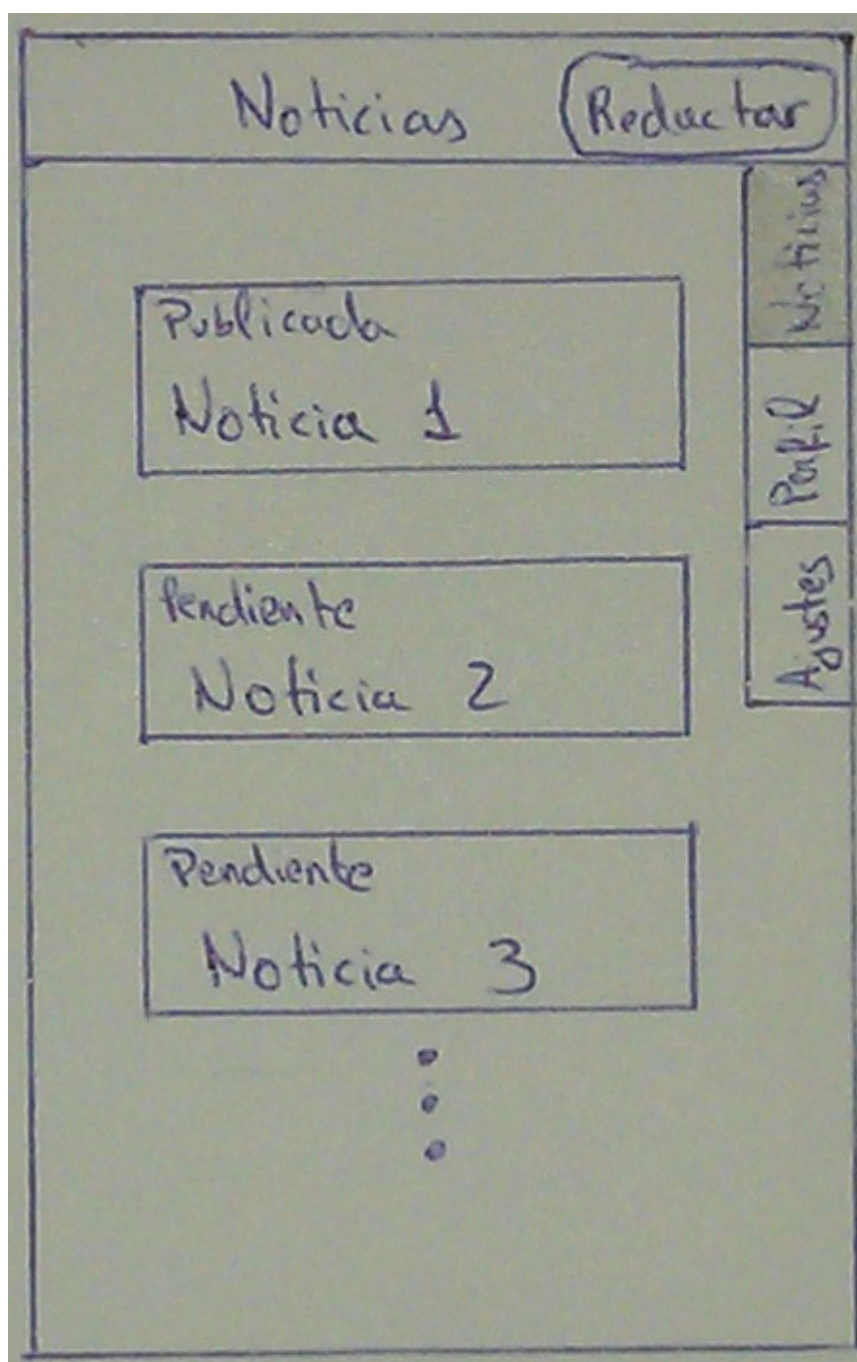 Noticias
Redactar
Noticias
Perfil
Ajustes
Publicada
Noticia 1
Pendiente
Noticia 2
Pendiente
Noticia 3